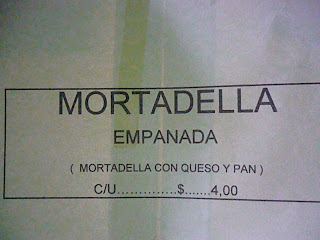 MORTADELLA
EMPANADA
( MORTADELLA CON QUESO Y PAN )
C/U.............$.......4,00